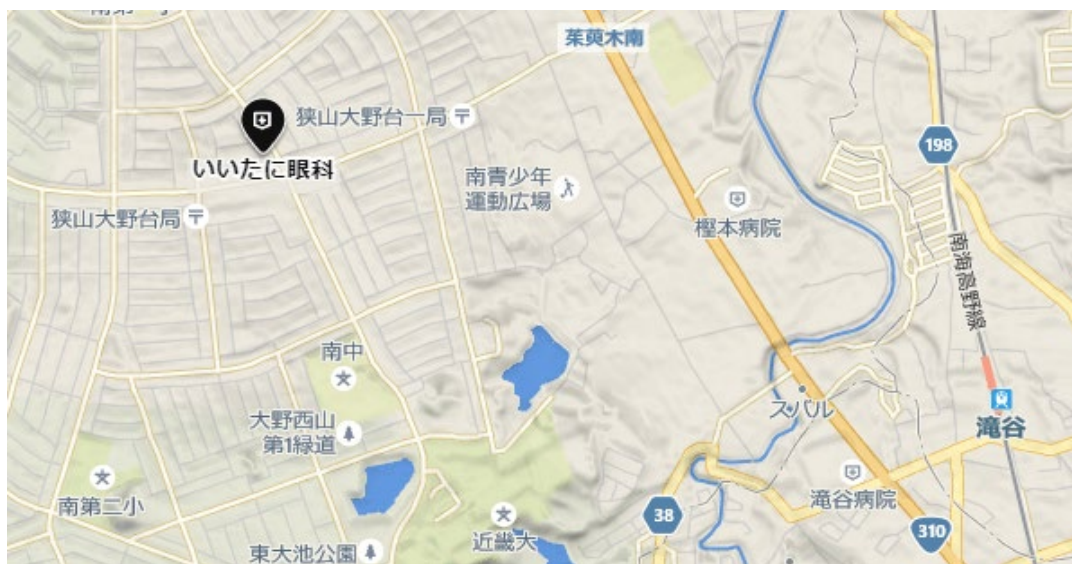 茱萸木南
狭山大野台一局
198
いいたに眼科
南青少年
運動広場
狭山大野台局
樫本病院
南海高野線
南中
スバル
滝谷
大野西山
第1緑道
滝谷病院
南第二小
38
310
近畿大
東大池公園